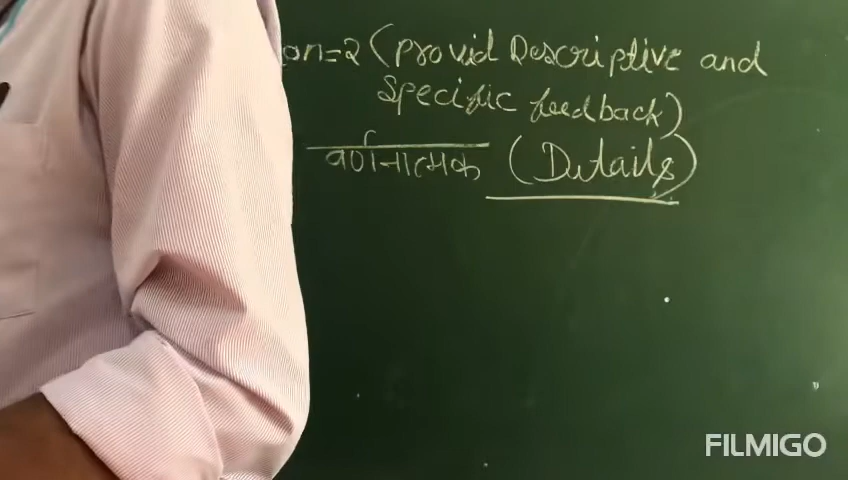 on=2 (Provid Descriptive and
Specific feedback)
वर्णनात्मक (Details)
FILMIGO